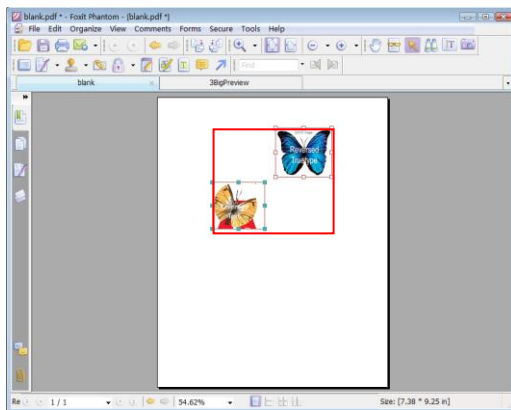 blank.pdf * - Foxit Phantom - [blank.pdf *]
File Edit Organize View Comments Forms Secure Tools Help
Find
blank
3BigPreview
Reversed
Truetype
1 / 1
54.62%
Size: [7.38 * 9.25 in]